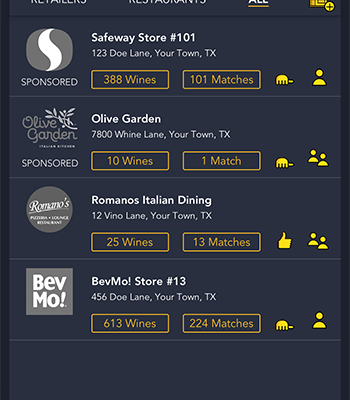 RETAILERS RESTAURANTS ALL
Safeway Store #101
123 Doe Lane, Your Town, TX
SPONSORED 388 Wines 101 Matches
Olive Garden
ITALIAN KITCHEN
Olive Garden
7800 Whine Lane, Your Town, TX
SPONSORED 10 Wines 1 Match
Romano's
PIZZERIA • LOUNGE
RESTAURANT
Romanos Italian Dining
12 Vino Lane, Your Town, TX
25 Wines 13 Matches
Bev
Mo!
BevMo! Store #13
456 Doe Lane, Your Town, TX
613 Wines 224 Matches